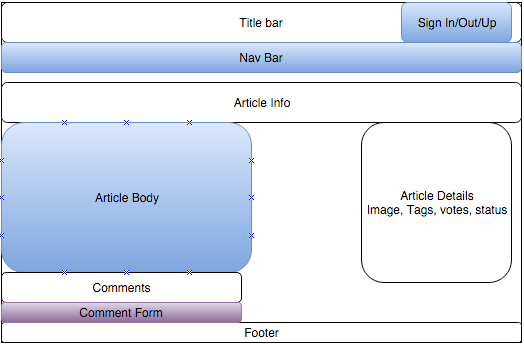 Title bar
Sign In/Out/Up
Nav Bar
Article Info
Article Body
Article Details
Image, Tags, votes, status
Comments
Comment Form
Footer